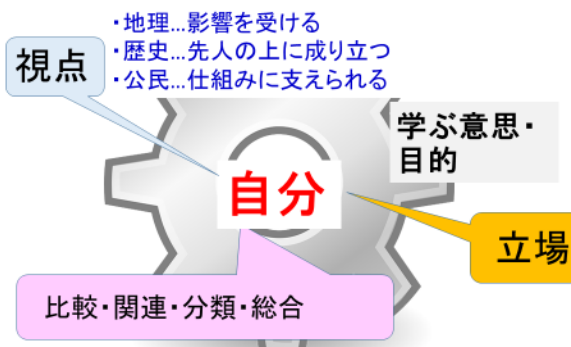 ・地理...影響を受ける
・歴史...先人の上に成り立つ
・公民...仕組みに支えられる
視点
学ぶ意思・
目的
自分
立場
比較・関連・分類・総合